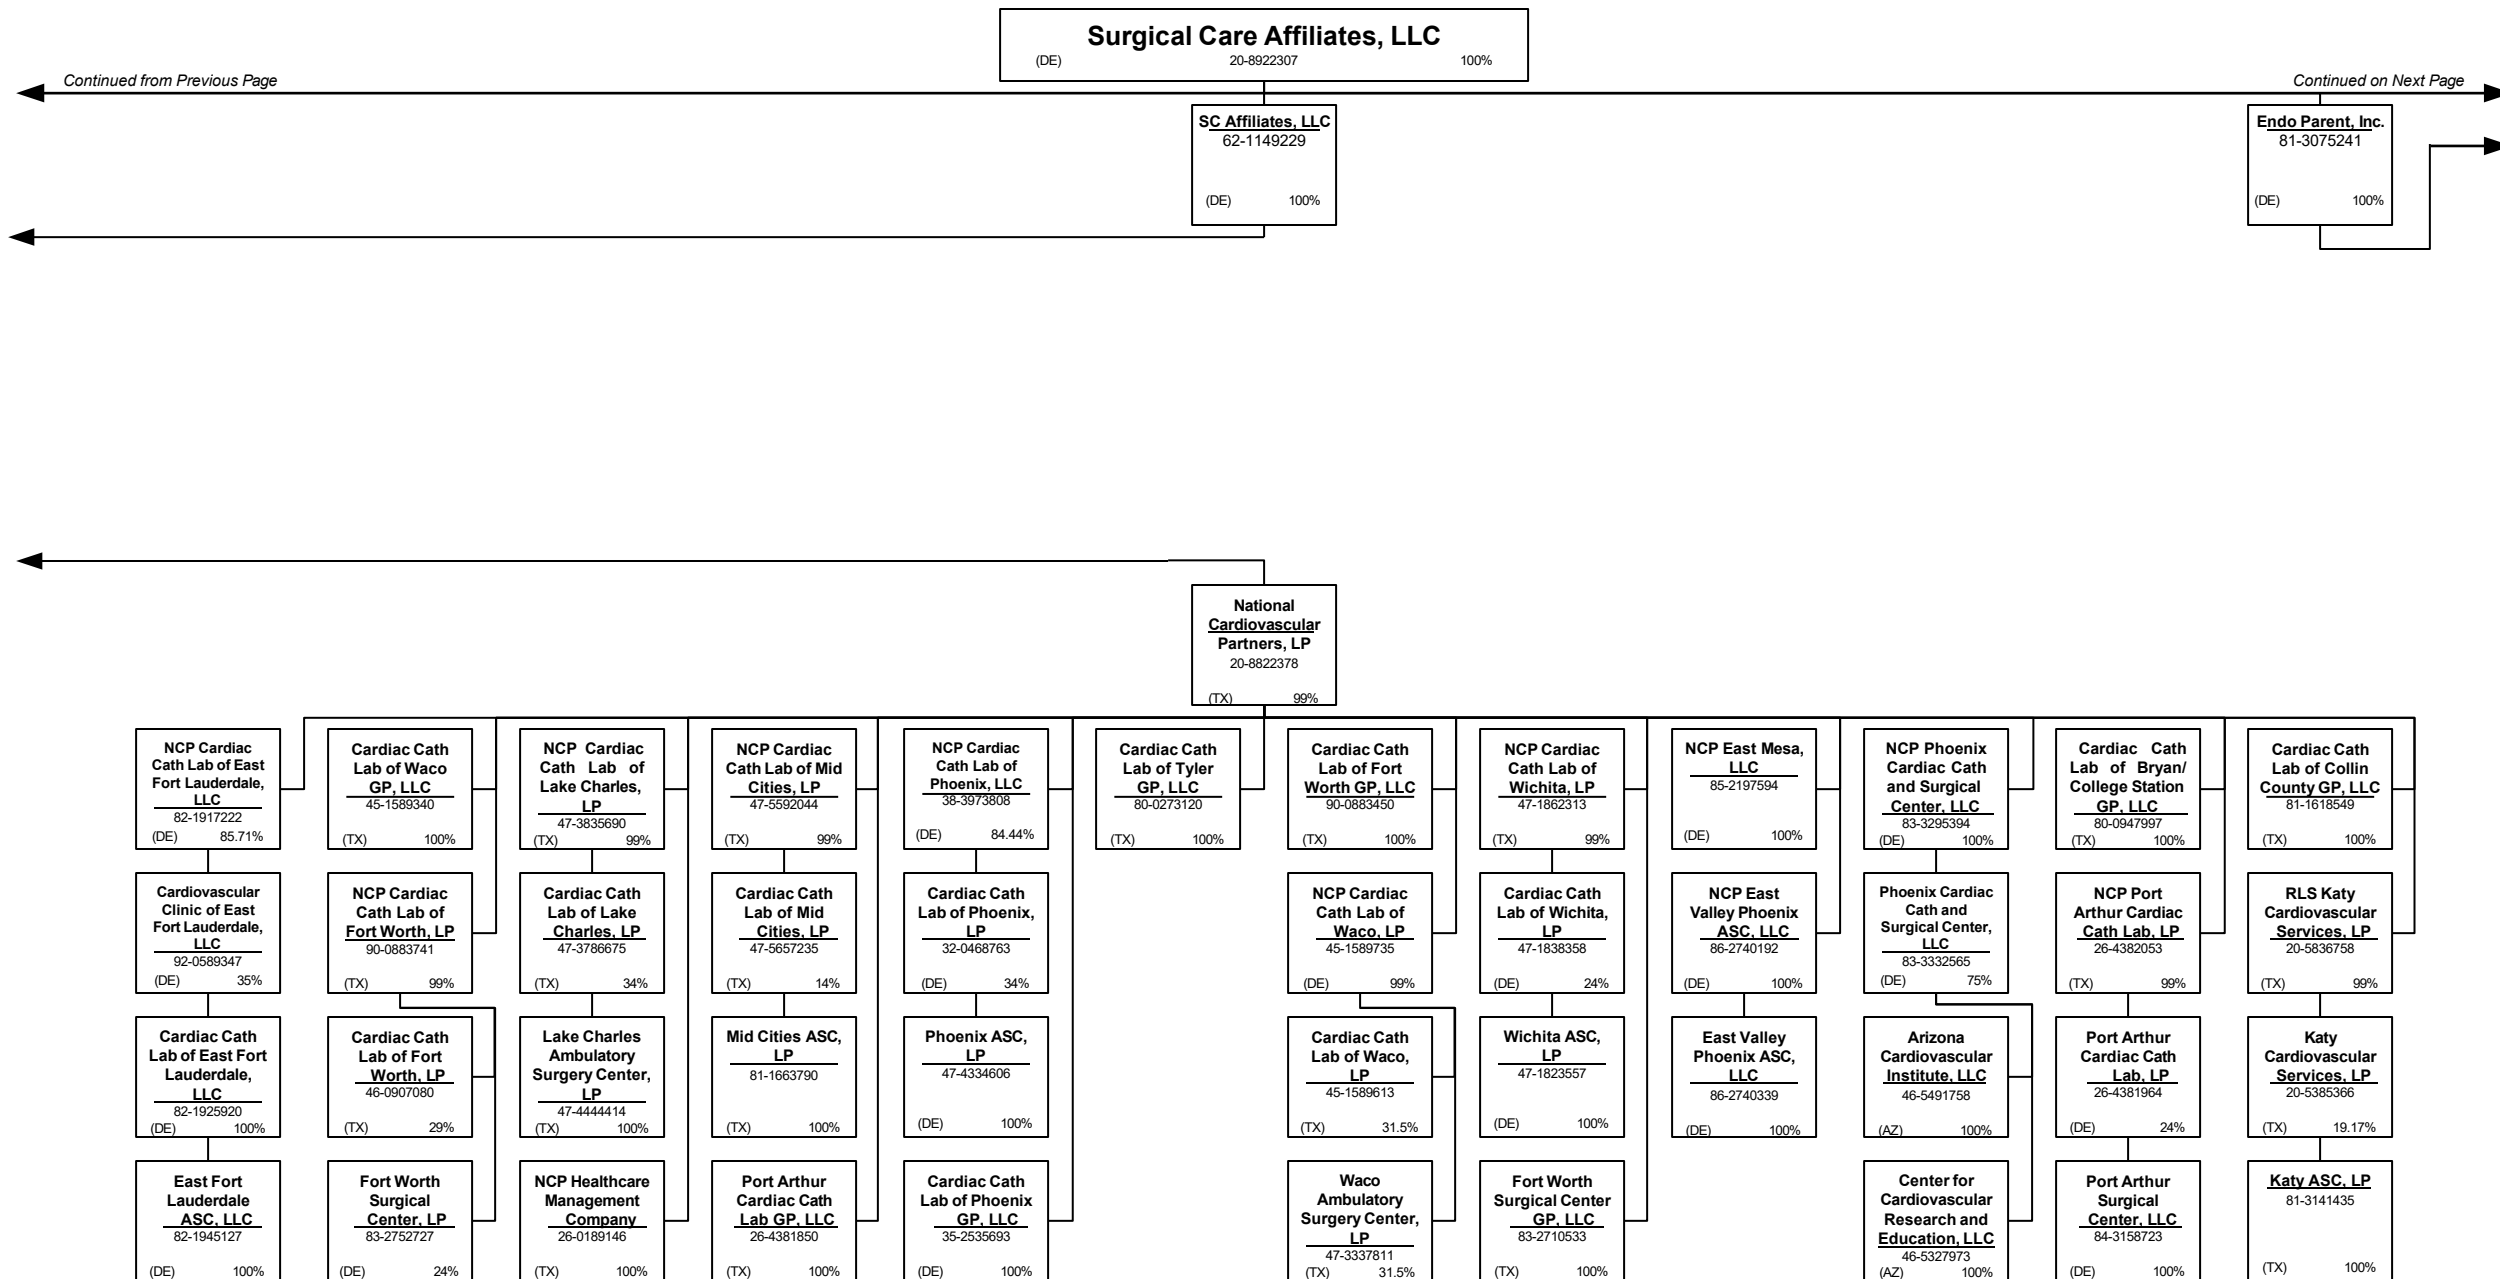 Surgical Care Affiliates, LLC
(DE) 20-8922307 100%
Continued from Previous Page
Continued on Next Page
SC Affiliates, LLC
62-1149229
(DE) 100%
Endo Parent, Inc.
81-3075241
(DE) 100%
National
Cardiovascular
Partners, LP
20-8822378
(TX) 99%
NCP Cardiac
Cath Lab of East
Fort Lauderdale,
LLC
82-1917222
(DE) 85.71%
Cardiac Cath
Lab of Waco
GP, LLC
45-1589340
(TX) 100%
NCP Cardiac
Cath Lab of
Lake Charles,
LP
47-3835690
(TX) 99%
NCP Cardiac
Cath Lab of Mid
Cities, LP
47-5592044
(TX) 99%
NCP Cardiac
Cath Lab of
Phoenix, LLC
38-3973808
(DE) 84.44%
Cardiac Cath
Lab of Tyler
GP, LLC
80-0273120
(TX) 100%
Cardiac Cath
Lab of Fort
Worth GP, LLC
90-0883450
(TX) 100%
NCP Cardiac
Cath Lab of
Wichita, LP
47-1862313
(TX) 99%
NCP East Mesa,
LLC
85-2197594
(DE) 100%
NCP Phoenix
Cardiac Cath
and Surgical
Center, LLC
83-3295394
(DE) 100%
Cardiac Cath
Lab of Bryan/
College Station
GP, LLC
80-0947997
(TX) 100%
Cardiac Cath
Lab of Collin
County GP, LLC
81-1618549
(TX) 100%
Cardiovascular
Clinic of East
Fort Lauderdale,
LLC
92-0589347
(DE) 35%
NCP Cardiac
Cath Lab of
Fort Worth, LP
90-0883741
(TX) 99%
Cardiac Cath
Lab of Lake
Charles, LP
47-3786675
(TX) 34%
Cardiac Cath
Lab of Mid
Cities, LP
47-5657235
(TX) 14%
Cardiac Cath
Lab of Phoenix,
LP
32-0468763
(DE) 34%
NCP Cardiac
Cath Lab of
Waco, LP
45-1589735
(DE) 99%
Cardiac Cath
Lab of Wichita,
LP
47-1838358
(DE) 24%
NCP East
Valley Phoenix
ASC, LLC
86-2740192
(DE) 100%
Phoenix Cardiac
Cath and
Surgical Center,
LLC
83-3332565
(DE) 75%
NCP Port
Arthur Cardiac
Cath Lab, LP
26-4382053
(TX) 99%
RLS Katy
Cardiovascular
Services, LP
20-5836758
(TX) 99%
Cardiac Cath
Lab of East Fort
Lauderdale,
LLC
82-1925920
(DE) 100%
Cardiac Cath
Lab of Fort
Worth, LP
46-0907080
(TX) 29%
Lake Charles
Ambulatory
Surgery Center,
LP
47-4444414
(TX) 100%
Mid Cities ASC,
LP
81-1663790
(TX) 100%
Phoenix ASC,
LP
47-4334606
(DE) 100%
Cardiac Cath
Lab of Waco,
LP
45-1589613
(TX) 31.5%
Wichita ASC,
LP
47-1823557
(DE) 100%
East Valley
Phoenix ASC,
LLC
86-2740339
(DE) 100%
Arizona
Cardiovascular
Institute, LLC
46-5491758
(AZ) 100%
Port Arthur
Cardiac Cath
Lab, LP
26-4381964
(DE) 24%
Katy
Cardiovascular
Services, LP
20-5385366
(TX) 19.17%
East Fort
Lauderdale
ASC, LLC
82-1945127
(DE) 100%
Fort Worth
Surgical
Center, LP
83-2752727
(DE) 24%
NCP Healthcare
Management
Company
26-0189146
(TX) 100%
Port Arthur
Cardiac Cath
Lab GP, LLC
26-4381850
(TX) 100%
Cardiac Cath
Lab of Phoenix
GP, LLC
35-2535693
(DE) 100%
Waco
Ambulatory
Surgery Center,
LP
47-3337811
(TX) 31.5%
Fort Worth
Surgical Center
GP, LLC
83-2710533
(TX) 100%
Center for
Cardiovascular
Research and
Education, LLC
46-5327973
(AZ) 100%
Port Arthur
Surgical
Center, LLC
84-3158723
(DE) 100%
Katy ASC, LP
81-3141435
(TX) 100%